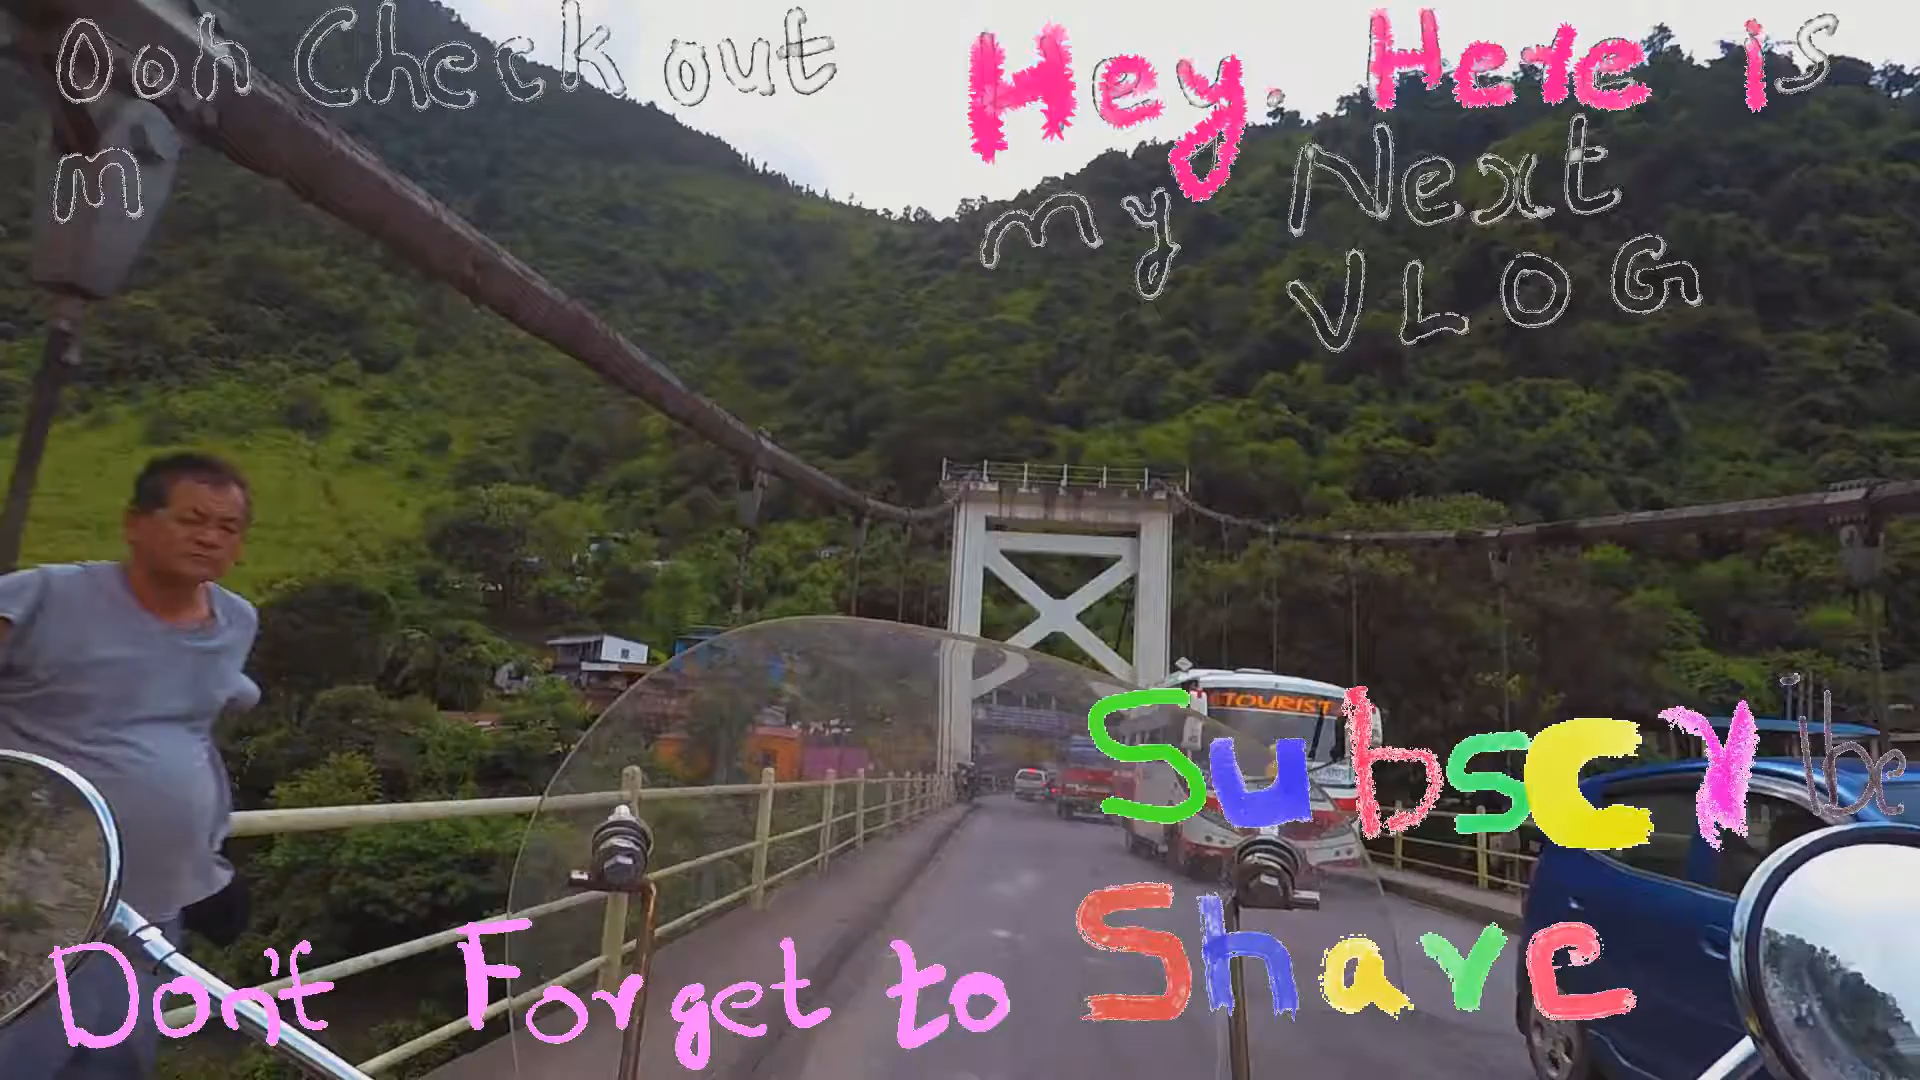 Ooh Check out
m
Hey. Here is
my Next
VLOG
TOURIST
Subscribe
Don't Forget to
Share